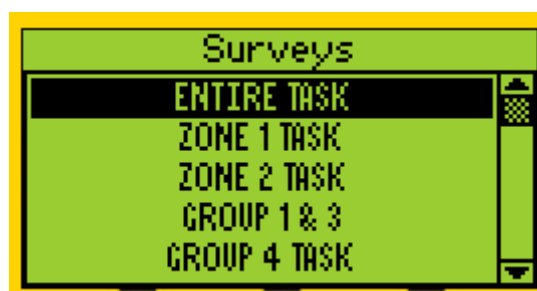 Surveys
ENTIRE TASK
ZONE 1 TASK
ZONE 2 TASK
GROUP 1 & 3
GROUP 4 TASK